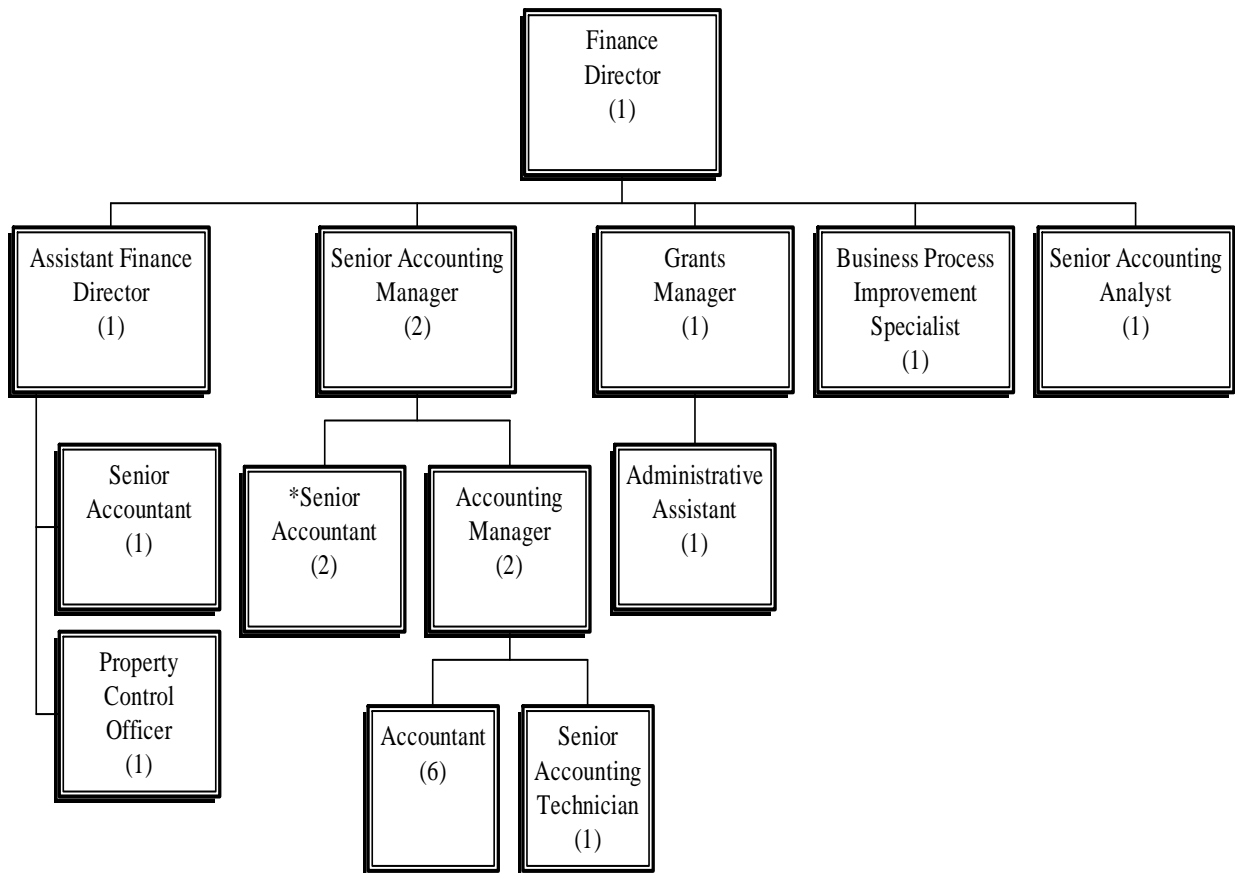 Finance
Director
(1)
Assistant Finance
Director
(1)
Senior Accounting
Manager
(2)
Grants
Manager
(1)
Business Process
Improvement
Specialist
(1)
Senior Accounting
Analyst
(1)
Senior
Accountant
(1)
*Senior
Accountant
(2)
Accounting
Manager
(2)
Administrative
Assistant
(1)
Property
Control
Officer
(1)
Accountant
(6)
Senior
Accounting
Technician
(1)